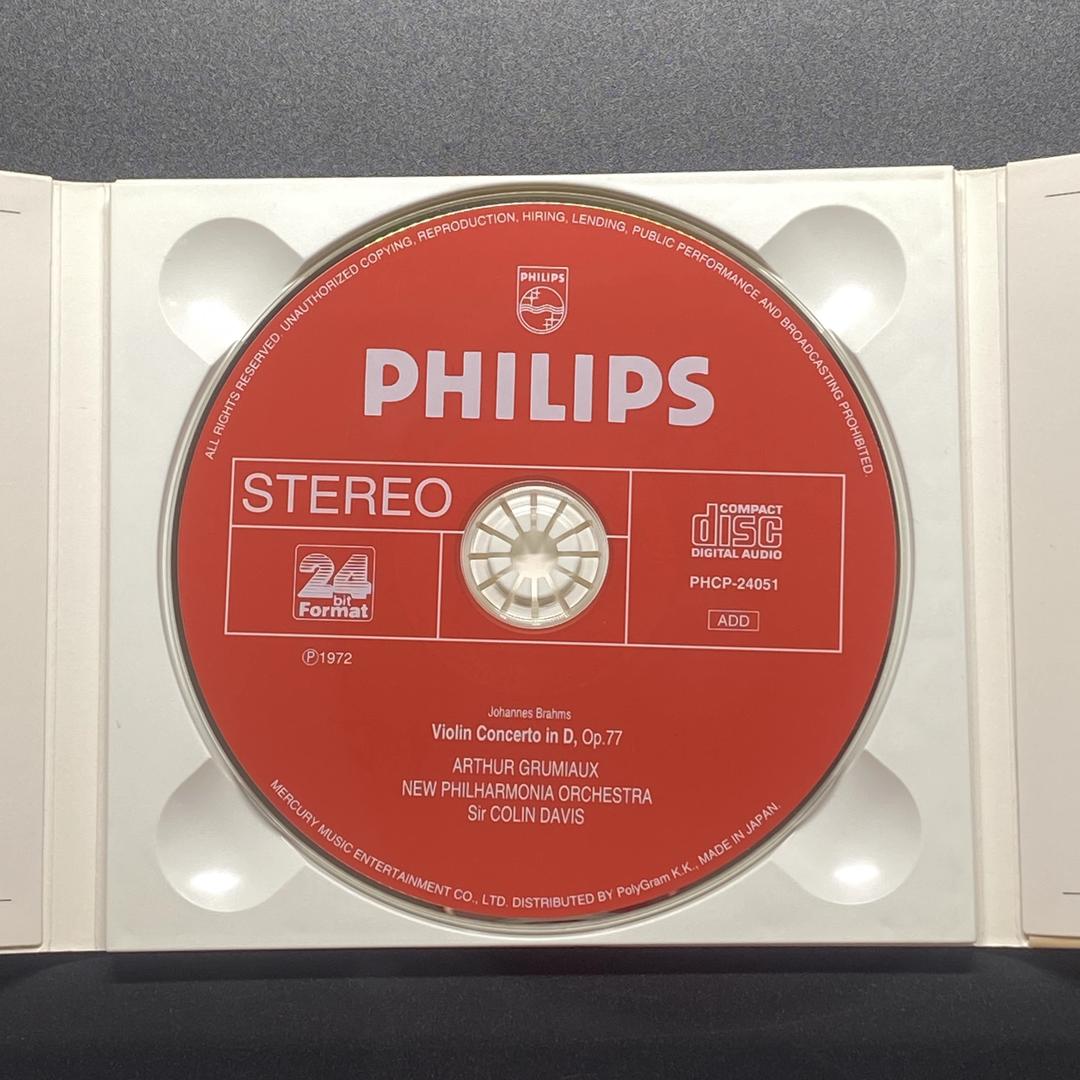 ALL RIGHTS RESERVED. UNAUTHORIZED COPYING, REPRODUCTION, HIRING, LENDING, PUBLIC PERFORMANCE AND BROADCASTING PROHIBITED.
PHILIPS
PHILIPS
STEREO
24
bit
Format
COMPACT
disc
DIGITAL AUDIO
PHCP-24051
ADD
℗1972
Johannes Brahms
Violin Concerto in D, Op.77
ARTHUR GRUMIAUX
NEW PHILHARMONIA ORCHESTRA
Sir COLIN DAVIS
MERCURY MUSIC ENTERTAINMENT CO., LTD. DISTRIBUTED BY PolyGram K.K., MADE IN JAPAN.